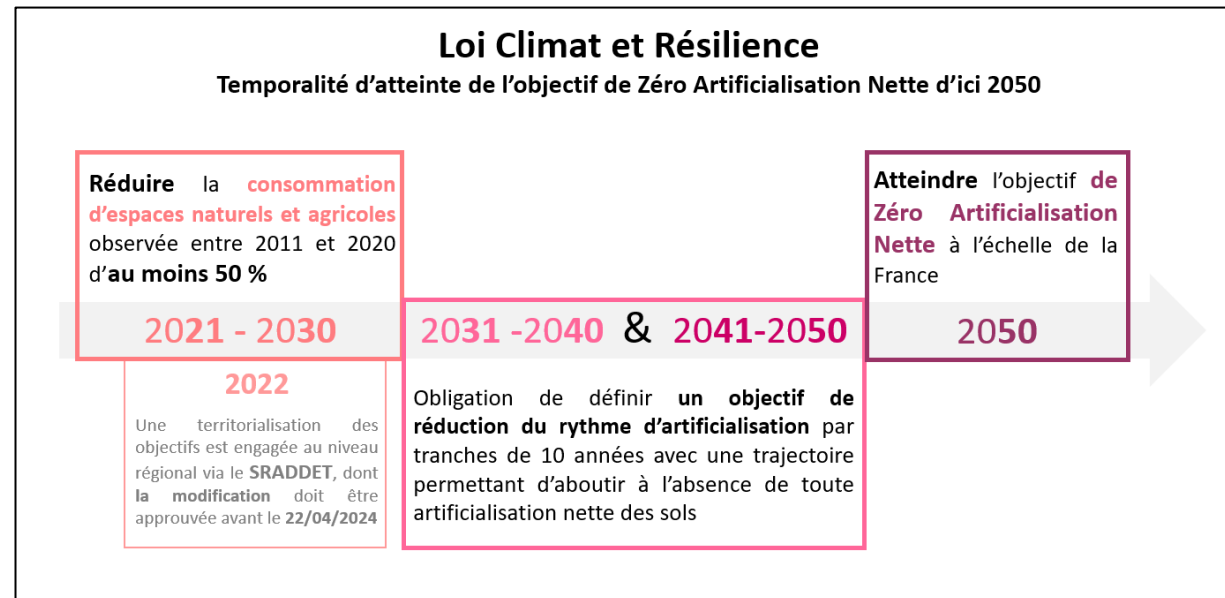 Loi Climat et Résilience
Temporalité d’atteinte de l’objectif de Zéro Artificialisation Nette d’ici 2050
Réduire la consommation
d’espaces naturels et agricoles
observée entre 2011 et 2020
d’au moins 50 %
2021 - 2030
2022
Une territorialisation des
objectifs est engagée au niveau
régional via le SRADDET, dont
la modification doit être
approuvée avant le 22/04/2024
2031 -2040 & 2041-2050
Obligation de définir un objectif de
réduction du rythme d’artificialisation par
tranches de 10 années avec une trajectoire
permettant d’aboutir à l’absence de toute
artificialisation nette des sols
Atteindre l’objectif de
Zéro Artificialisation
Nette à l’échelle de la
France
2050